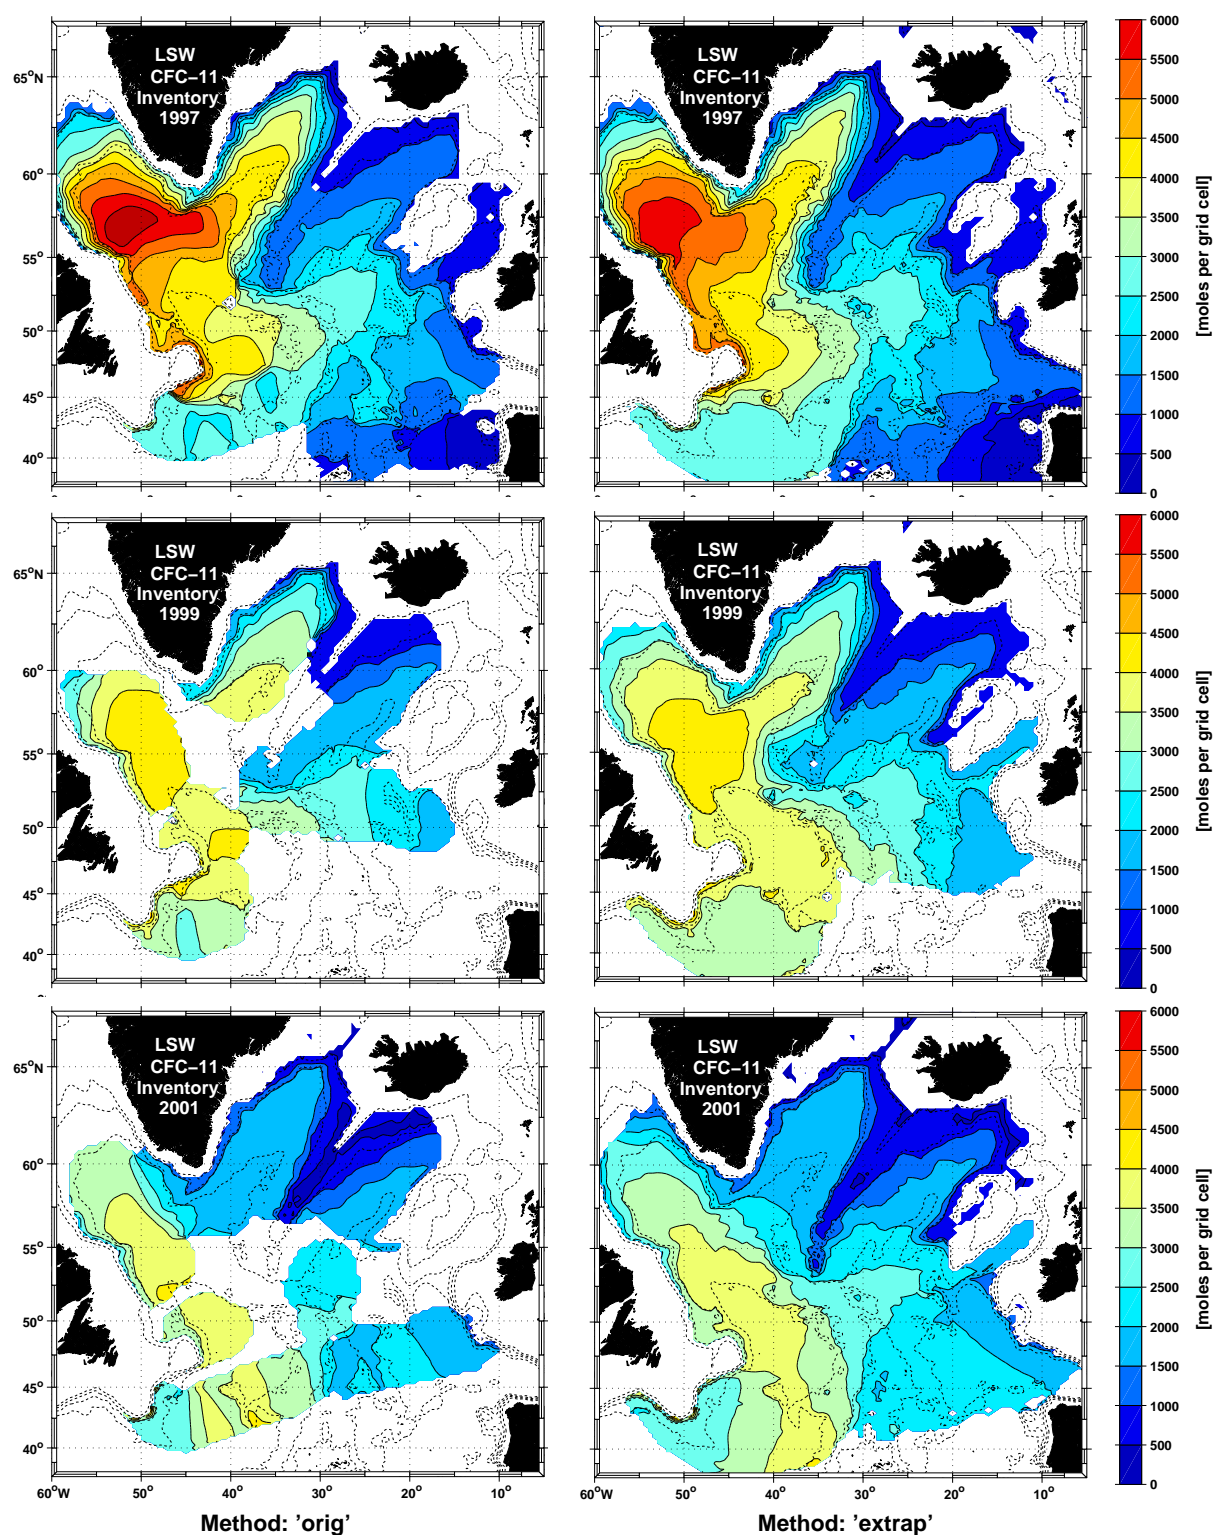 LSW
CFC−11
Inventory
1997
65°N
60°
55°
50°
45°
40°
LSW
CFC−11
Inventory
1997
6000
5500
5000
4500
4000
3500
3000
2500
2000
1500
1000
500
0
[moles per grid cell]
LSW
CFC−11
Inventory
1999
65°N
60°
55°
50°
45°
40°
LSW
CFC−11
Inventory
1999
6000
5500
5000
4500
4000
3500
3000
2500
2000
1500
1000
500
0
[moles per grid cell]
LSW
CFC−11
Inventory
2001
65°N
60°
55°
50°
45°
40°
60°W 50° 40° 30° 20° 10°
LSW
CFC−11
Inventory
2001
60°W 50° 40° 30° 20° 10°
6000
5500
5000
4500
4000
3500
3000
2500
2000
1500
1000
500
0
[moles per grid cell]
Method: ’orig’
Method: ’extrap’